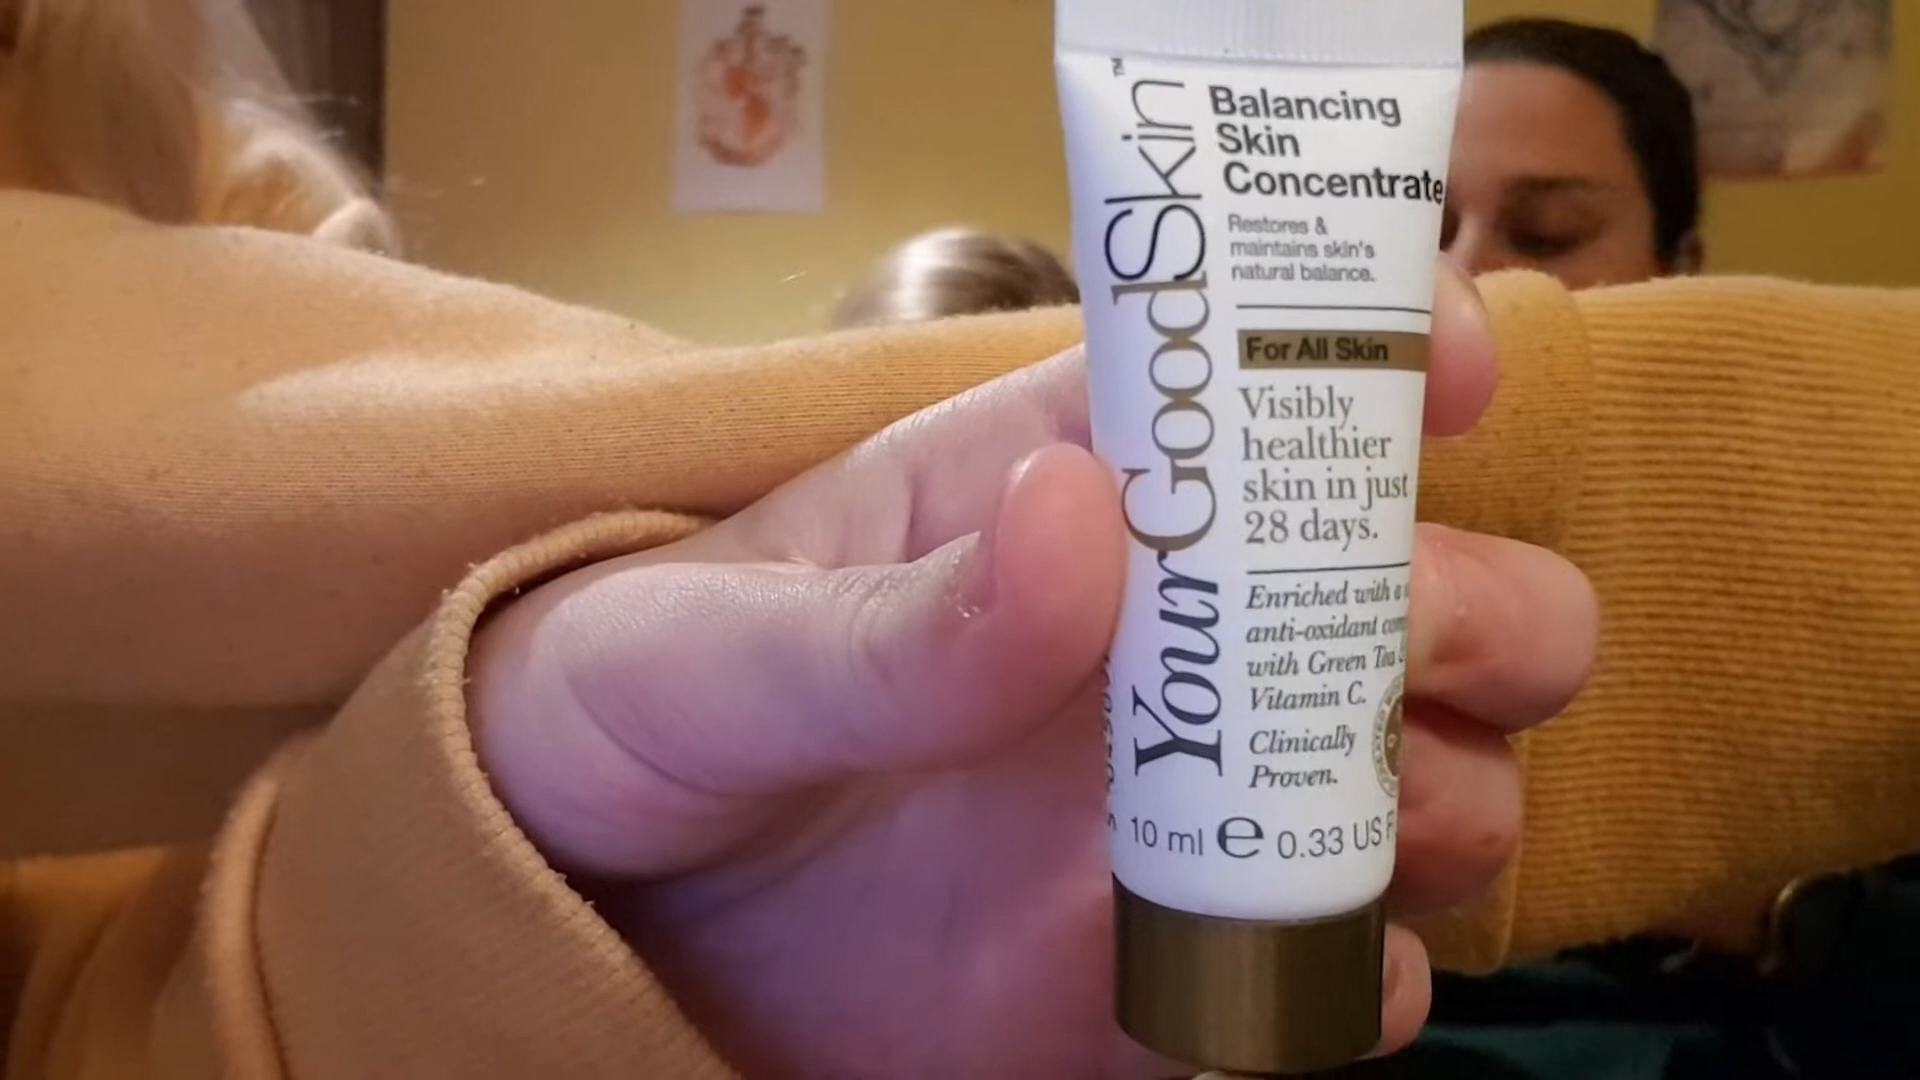 YourGoodSkin™
Balancing
Skin
Concentrate
Restores &
maintains skin's
natural balance.
For All Skin
Visibly
healthier
skin in just
28 days.
Enriched with a
anti-oxidant
with Green Tea
Vitamin C.
Clinically
Proven.
10 ml e 0.33 US